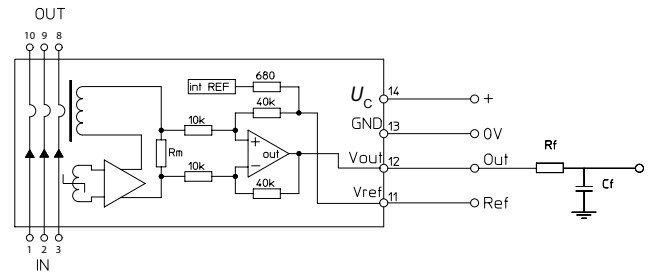 OUT
10 9 8
int REF
680
40k
10k
Rm
10k
+
-
out
40k
U_C 14 +
GND 13 0V
Vout 12 Out
Vref 11 Ref
Rf
Cf
1 2 3
IN